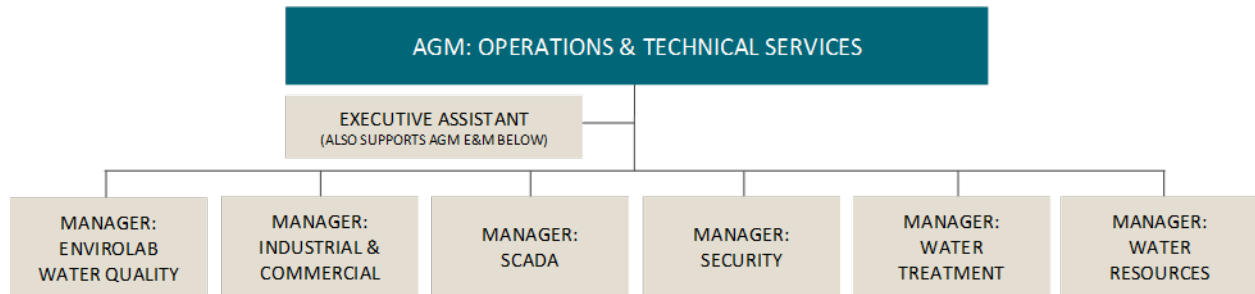 AGM: OPERATIONS & TECHNICAL SERVICES
EXECUTIVE ASSISTANT
(ALSO SUPPORTS AGM E&M BELOW)
MANAGER:
ENVIROLAB
WATER QUALITY
MANAGER:
INDUSTRIAL &
COMMERCIAL
MANAGER:
SCADA
MANAGER:
SECURITY
MANAGER:
WATER
TREATMENT
MANAGER:
WATER
RESOURCES